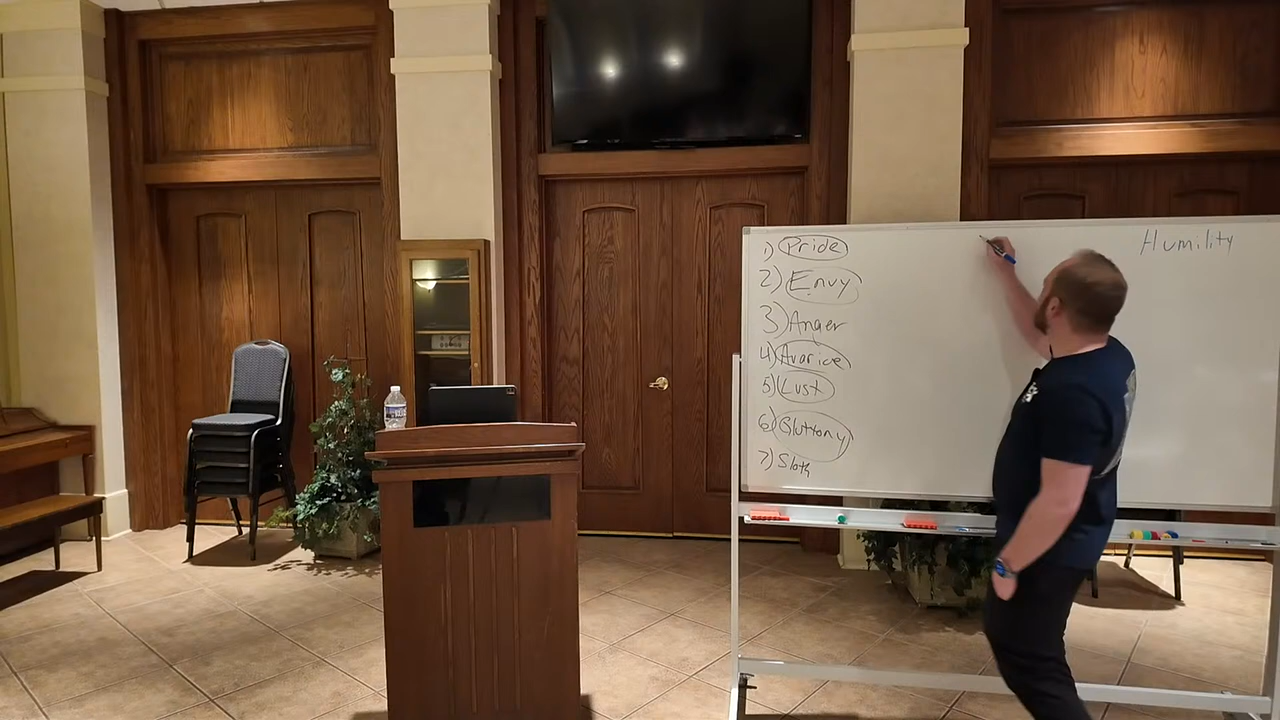 1) Pride
Humility
2) Envy
3) Anger
4) Avarice
5) Lust
6) Gluttony
7) Sloth